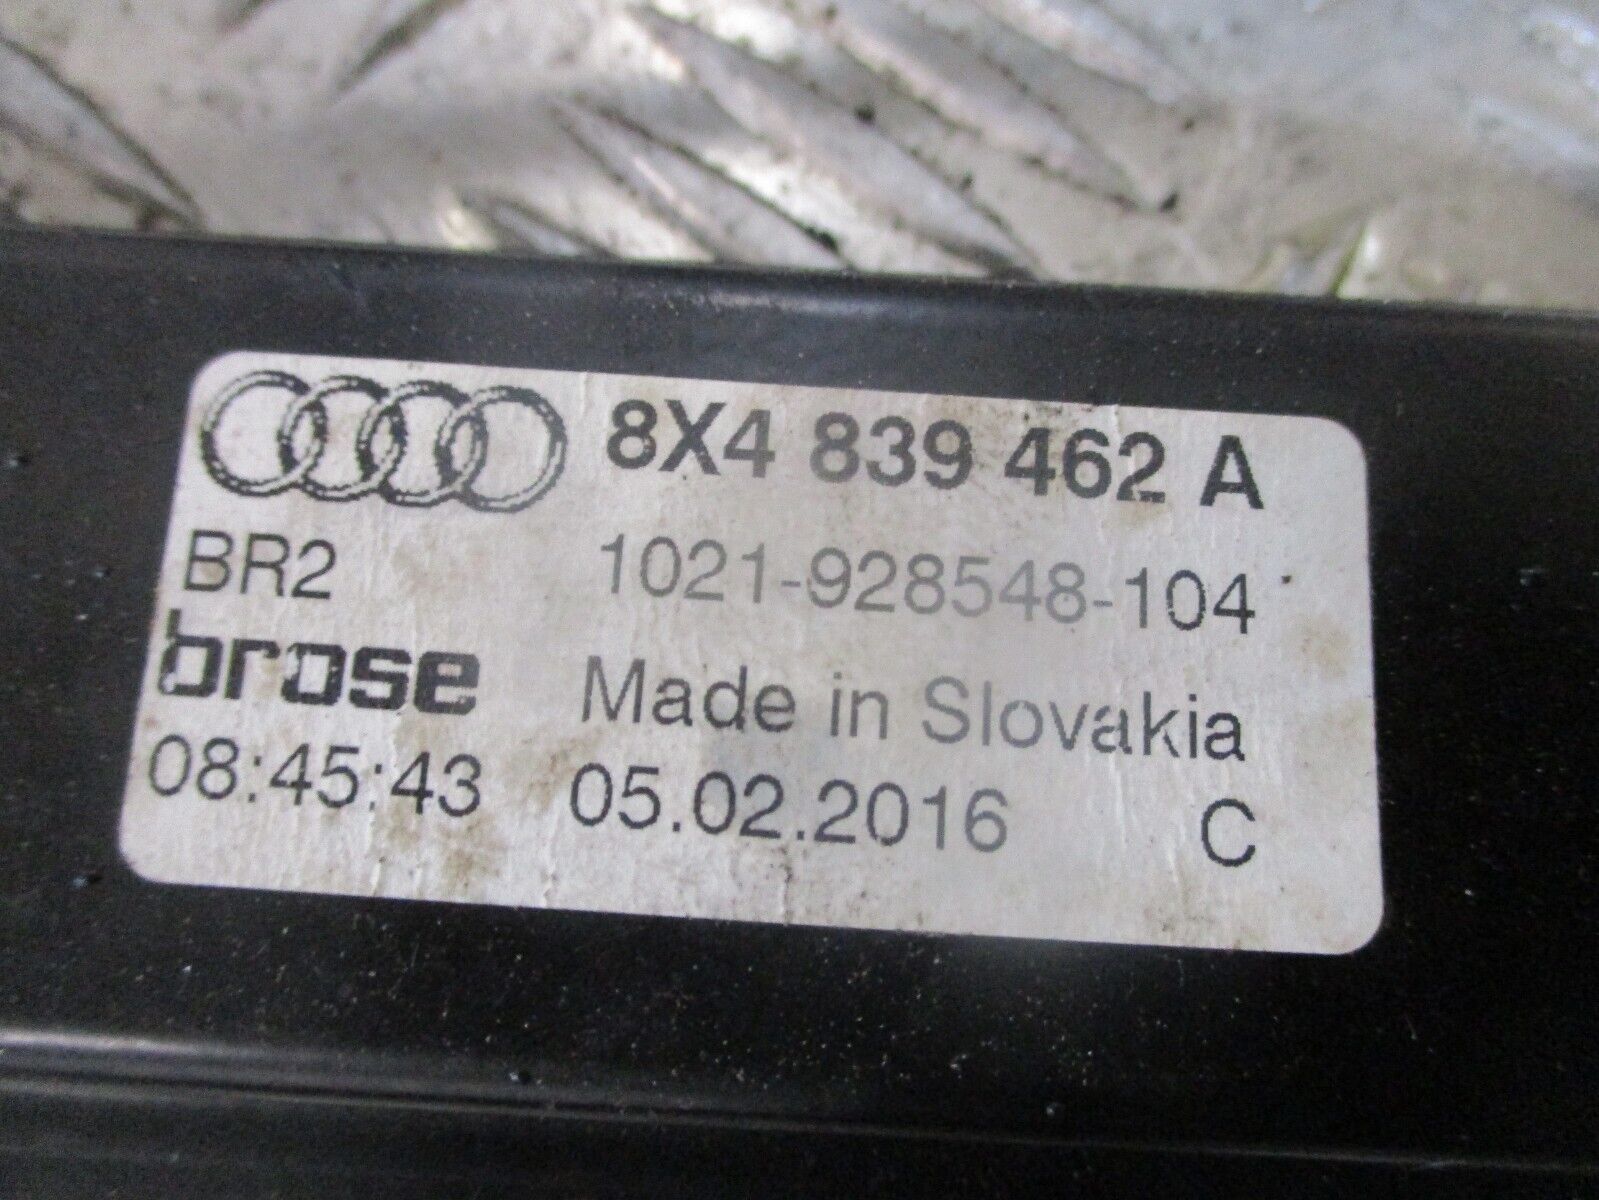 8X4 839 462 A
BR2 1021-928548-104
brose Made in Slovakia
08:45:43 05.02.2016 C